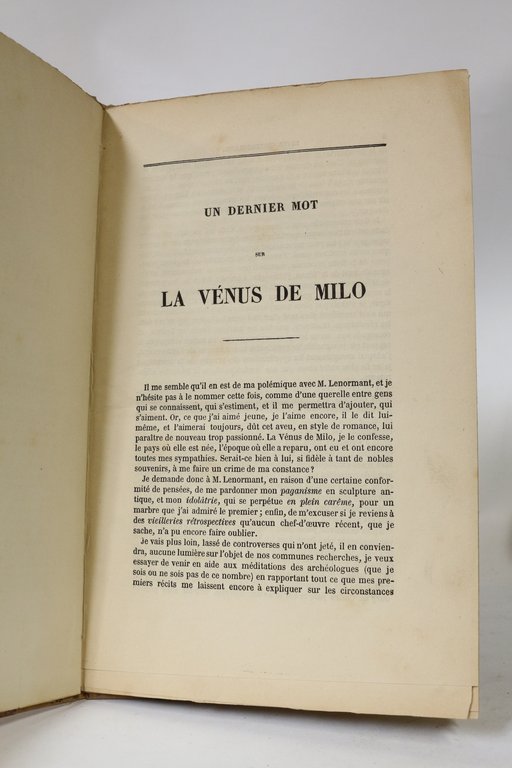 UN DERNIER MOT
SUR
LA VÉNUS DE MILO
Il me semble qu'il en est de ma polémique avec M. Lenormant, et je
n'hésite pas à le nommer cette fois, comme d'une querelle entre gens
qui se connaissent, qui s'estiment, et il me permettra d'ajouter, qui
s'aiment. Or, ce que j'ai aimé jeune, je l'aime encore, il le dit lui-
même, et l'aimerai toujours, dût cet aveu, en style de romance, lui
paraître de nouveau trop passionné. La Vénus de Milo, je le confesse,
le pays où elle est née, l'époque où elle a reparu, ont eu et ont encore
toutes mes sympathies. Serait-ce bien à lui, si fidèle à tant de nobles
souvenirs, à me faire un crime de ma constance?
Je demande donc à M. Lenormant, en raison d'une certaine confor-
mité de pensées, de me pardonner mon paganisme en sculpture an-
tique, et mon idolâtrie, qui se perpétue en plein carême, pour un
marbre que j'ai admiré le premier; enfin, de m'excuser si je reviens à
des vieilleries rétrospectives qu'aucun chef-d'œuvre récent, que je
sache, n'a pu encore faire oublier.
Je vais plus loin, lassé de controverses qui n'ont jeté, il en convien-
dra, aucune lumière sur l'objet de nos communes recherches, je veux
essayer de venir en aide aux méditations des archéologues (que je
sois ou ne sois pas de ce nombre) en rapportant tout ce que mes pre-
miers récits me laissent encore à expliquer sur les circonstances